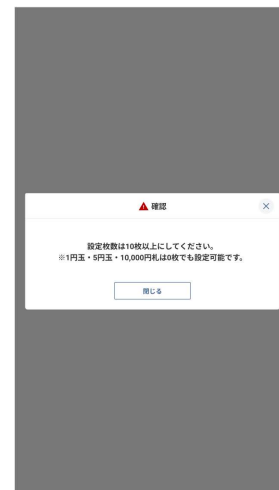 確認
設定枚数は10枚以上にしてください。
※1円玉・5円玉・10,000円札は0枚でも設定可能です。
閉じる